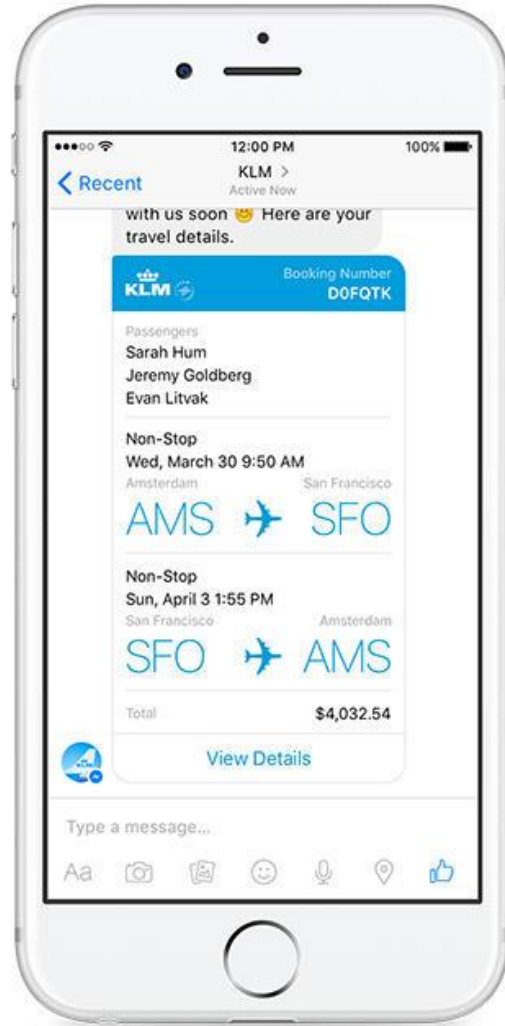 12:00 PM 100%
Recent KLM >
Active Now
with us soon 😊 Here are your
travel details.
KLM Booking Number
D0FQTK
Passengers
Sarah Hum
Jeremy Goldberg
Evan Litvak
Non-Stop
Wed, March 30 9:50 AM
Amsterdam San Francisco
AMS SFO
Non-Stop
Sun, April 3 1:55 PM
San Francisco Amsterdam
SFO AMS
Total $4,032.54
View Details
Type a message...
Aa